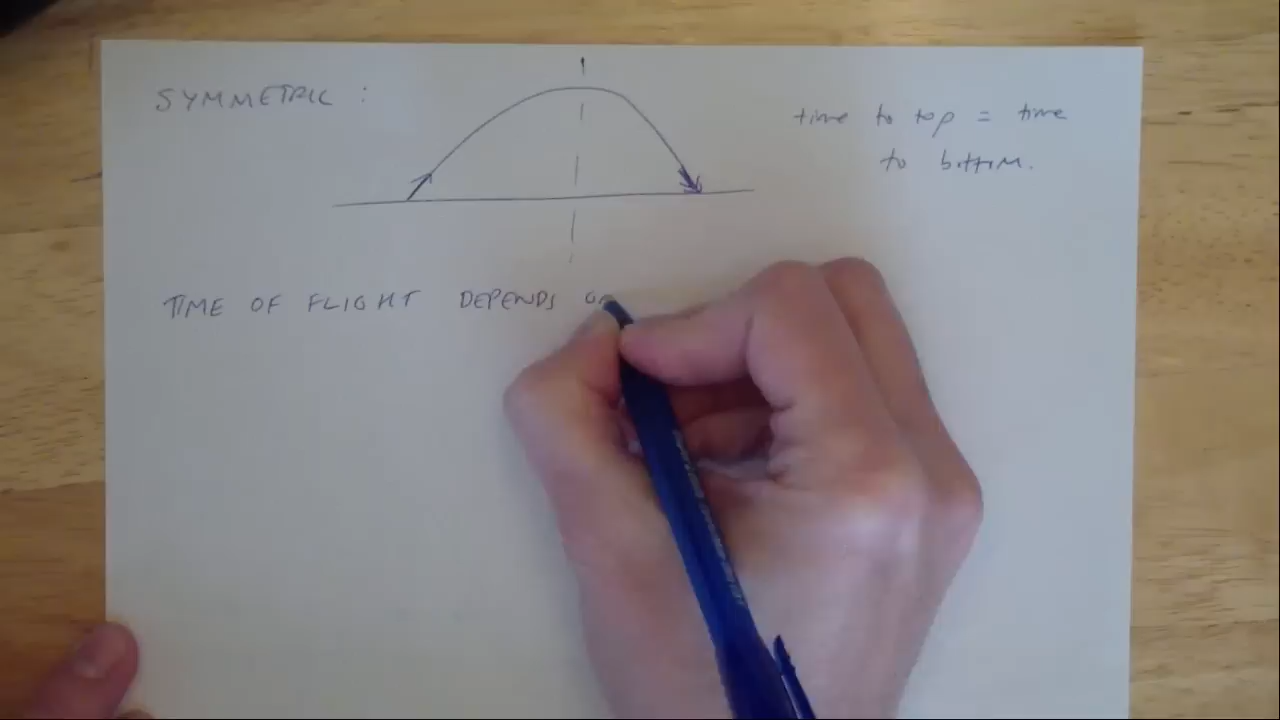 SYMMETRIC :
time to top = time
to bottom.
TIME OF FLIGHT DEPENDS